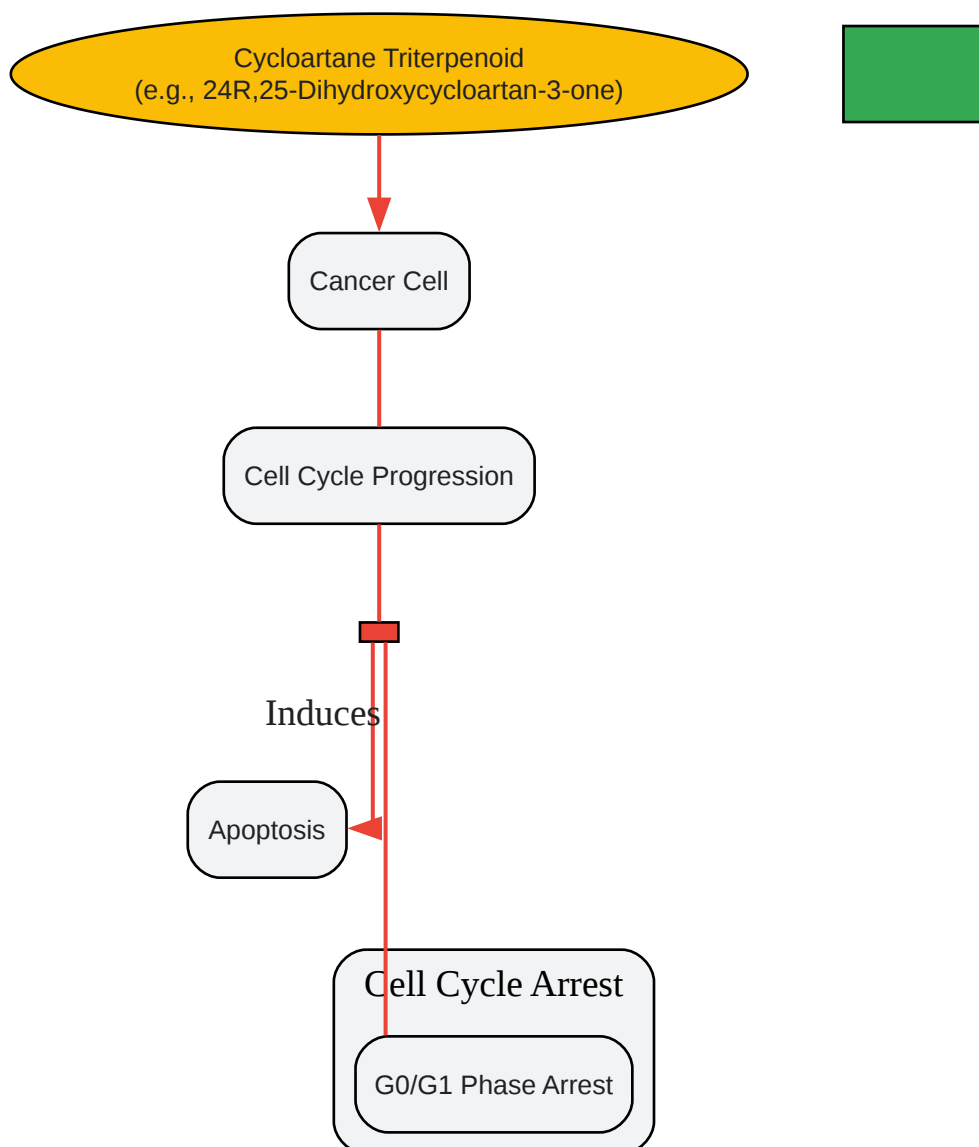 Cycloartane Triterpenoid
(e.g., 24R,25-Dihydroxycycloartan-3-one)
Cancer Cell
Cell Cycle Progression
Induces
Apoptosis
Cell Cycle Arrest
G0/G1 Phase Arrest